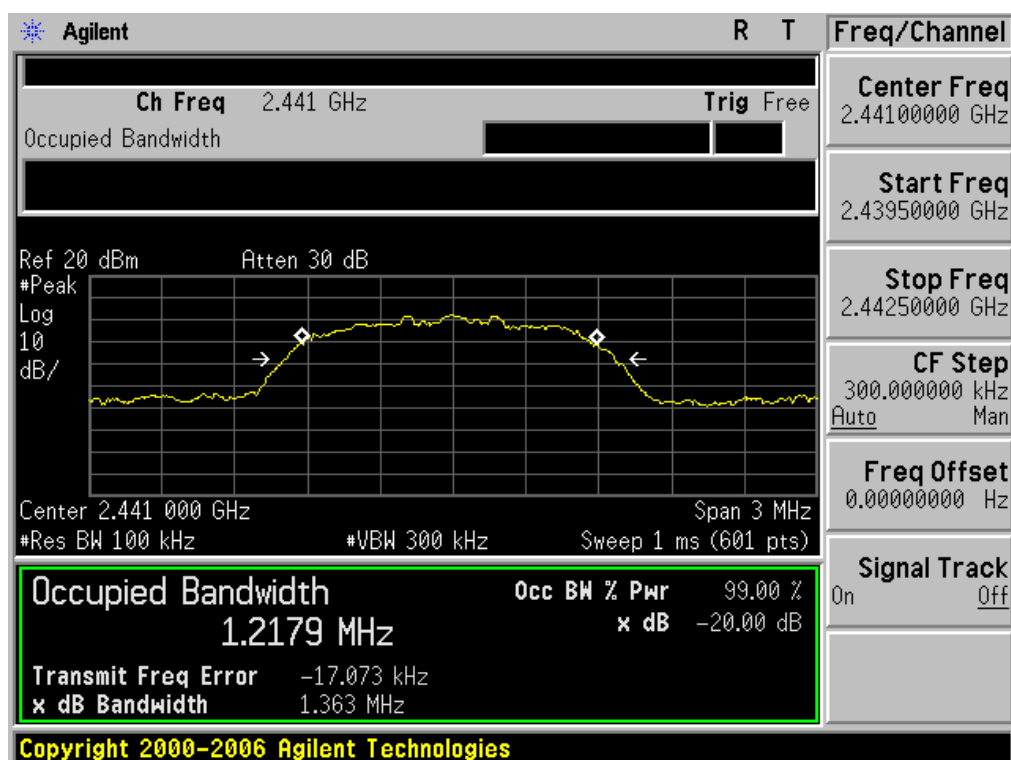 Agilent R T
Ch Freq 2.441 GHz Trig Free
Occupied Bandwidth
Ref 20 dBm Atten 30 dB
#Peak
Log
10
dB/
Center 2.441 000 GHz Span 3 MHz
#Res BW 100 kHz #VBW 300 kHz Sweep 1 ms (601 pts)
Occupied Bandwidth Occ BW % Pwr 99.00 %
1.2179 MHz x dB -20.00 dB
Transmit Freq Error -17.073 kHz
x dB Bandwidth 1.363 MHz
Copyright 2000-2006 Agilent Technologies
Freq/Channel
Center Freq
2.44100000 GHz
Start Freq
2.43950000 GHz
Stop Freq
2.44250000 GHz
CF Step
300.000000 kHz
Auto Man
Freq Offset
0.00000000 Hz
Signal Track
On Off